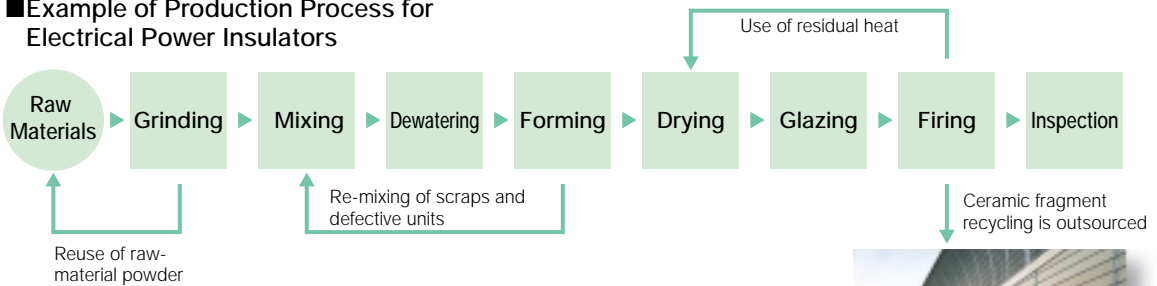 ■Example of Production Process for
Electrical Power Insulators
Use of residual heat
Raw
Materials
Grinding
Mixing
Dewatering
Forming
Drying
Glazing
Firing
Inspection
Re-mixing of scraps and
defective units
Ceramic fragment
recycling is outsourced
Reuse of raw-
material powder